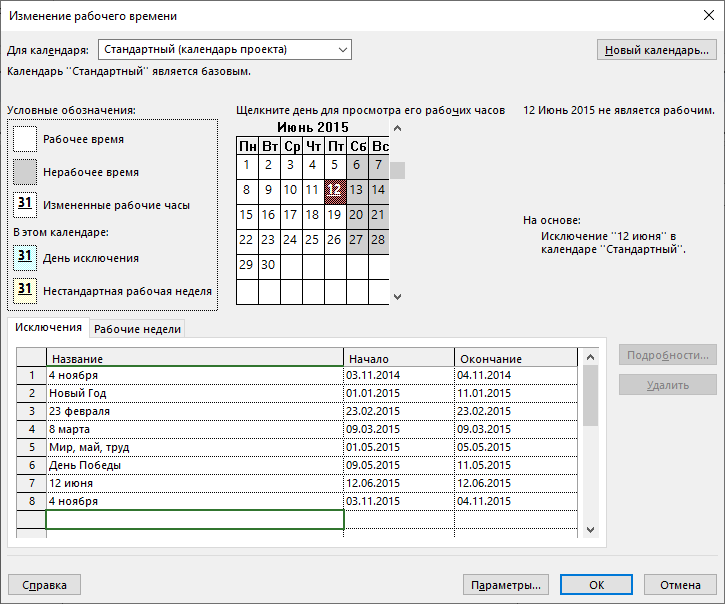 Изменение рабочего времени
Для календаря: Стандартный (календарь проекта) Новый календарь...
Календарь "Стандартный" является базовым.
Условные обозначения:
Рабочее время
Нерабочее время
31 Измененные рабочие часы
В этом календаре:
31 День исключения
31 Нестандартная рабочая неделя
Щелкните день для просмотра его рабочих часов
Июнь 2015
Пн Вт Ср Чт Пт Сб Вс
1 2 3 4 5 6 7
8 9 10 11 12 13 14
15 16 17 18 19 20 21
22 23 24 25 26 27 28
29 30
12 Июнь 2015 не является рабочим.
На основе:
Исключение "12 июня" в
календаре "Стандартный".
Исключения Рабочие недели
Название Начало Окончание
1 4 ноября 03.11.2014 04.11.2014
2 Новый Год 01.01.2015 11.01.2015
3 23 февраля 23.02.2015 23.02.2015
4 8 марта 09.03.2015 09.03.2015
5 Мир, май, труд 01.05.2015 05.05.2015
6 День Победы 09.05.2015 11.05.2015
7 12 июня 12.06.2015 12.06.2015
8 4 ноября 03.11.2015 04.11.2015
Подробности...
Удалить
Справка Параметры... ОК Отмена